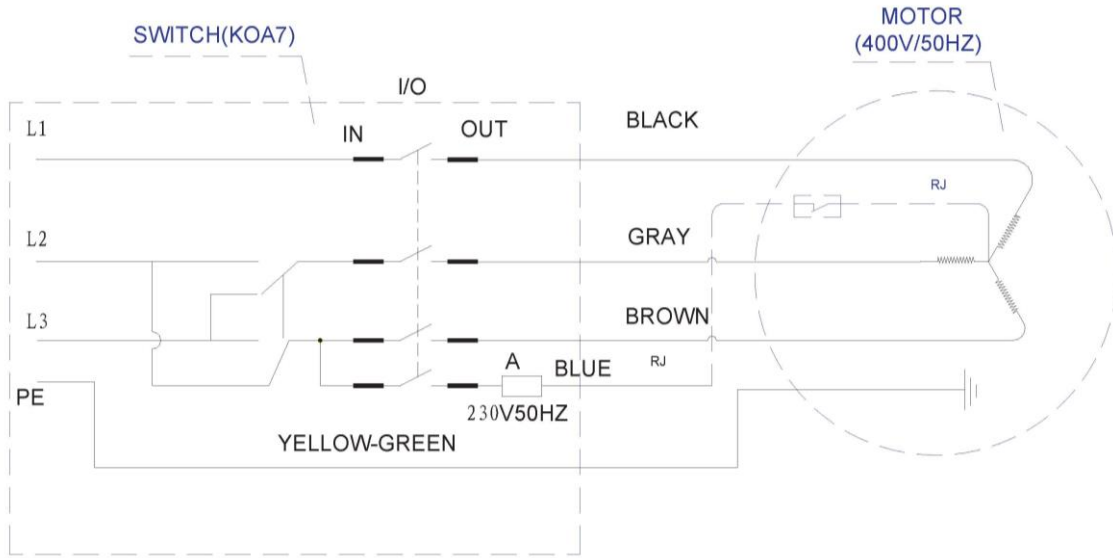 SWITCH(KOA7)
MOTOR
(400V/50HZ)
I/O
L1
IN
OUT
BLACK
RJ
L2
GRAY
L3
BROWN
A
BLUE
RJ
PE
230V50HZ
YELLOW-GREEN